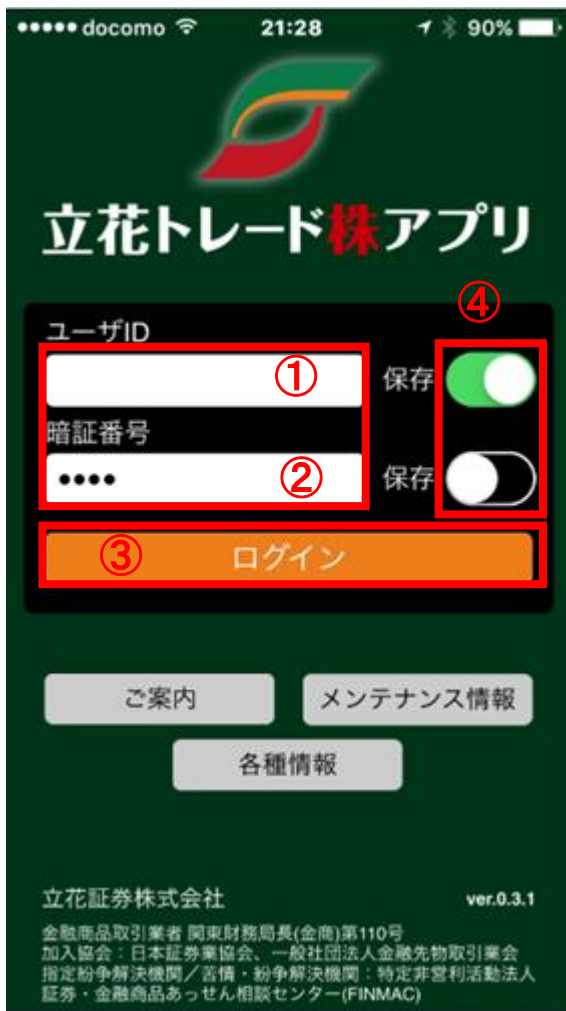 docomo 21:28 90%
立花トレード株アプリ
④
ユーザID
① 保存
暗証番号
•••• ② 保存
③ ログイン
ご案内 メンテナンス情報
各種情報
立花証券株式会社 ver.0.3.1
金融商品取引業者 関東財務局長(金商)第110号
加入協会：日本証券業協会、一般社団法人金融先物取引業会
指定紛争解決機関／苦情・紛争解決機関：特定非営利活動法人
証券・金融商品あっせん相談センター(FINMAC)